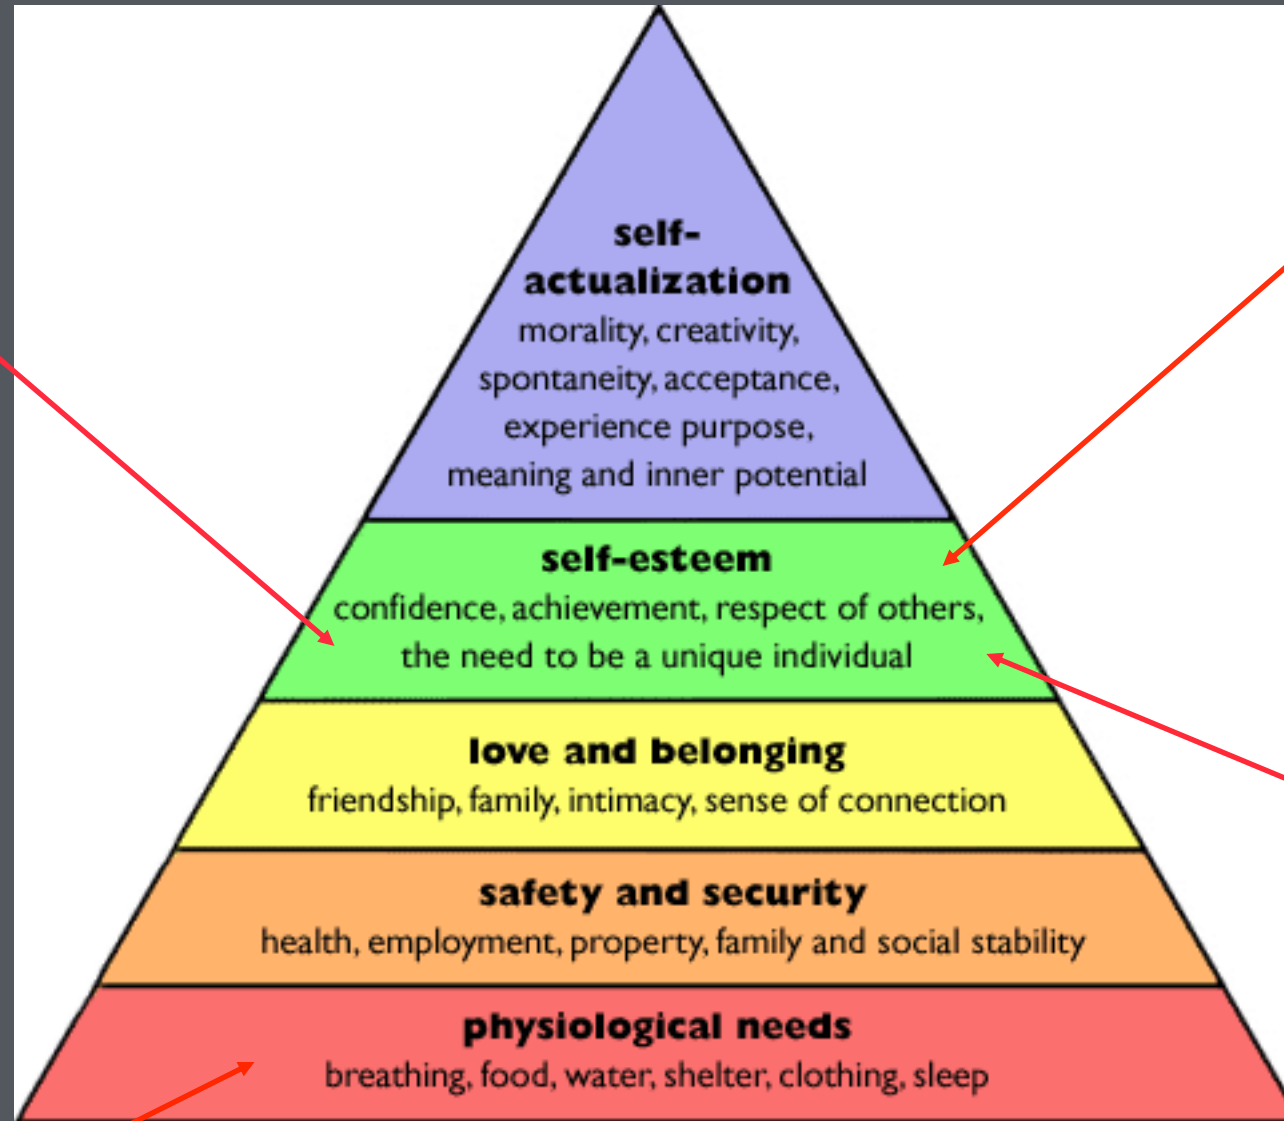 self-
actualization
morality, creativity,
spontaneity, acceptance,
experience purpose,
meaning and inner potential
self-esteem
confidence, achievement, respect of others,
the need to be a unique individual
love and belonging
friendship, family, intimacy, sense of connection
safety and security
health, employment, property, family and social stability
physiological needs
breathing, food, water, shelter, clothing, sleep